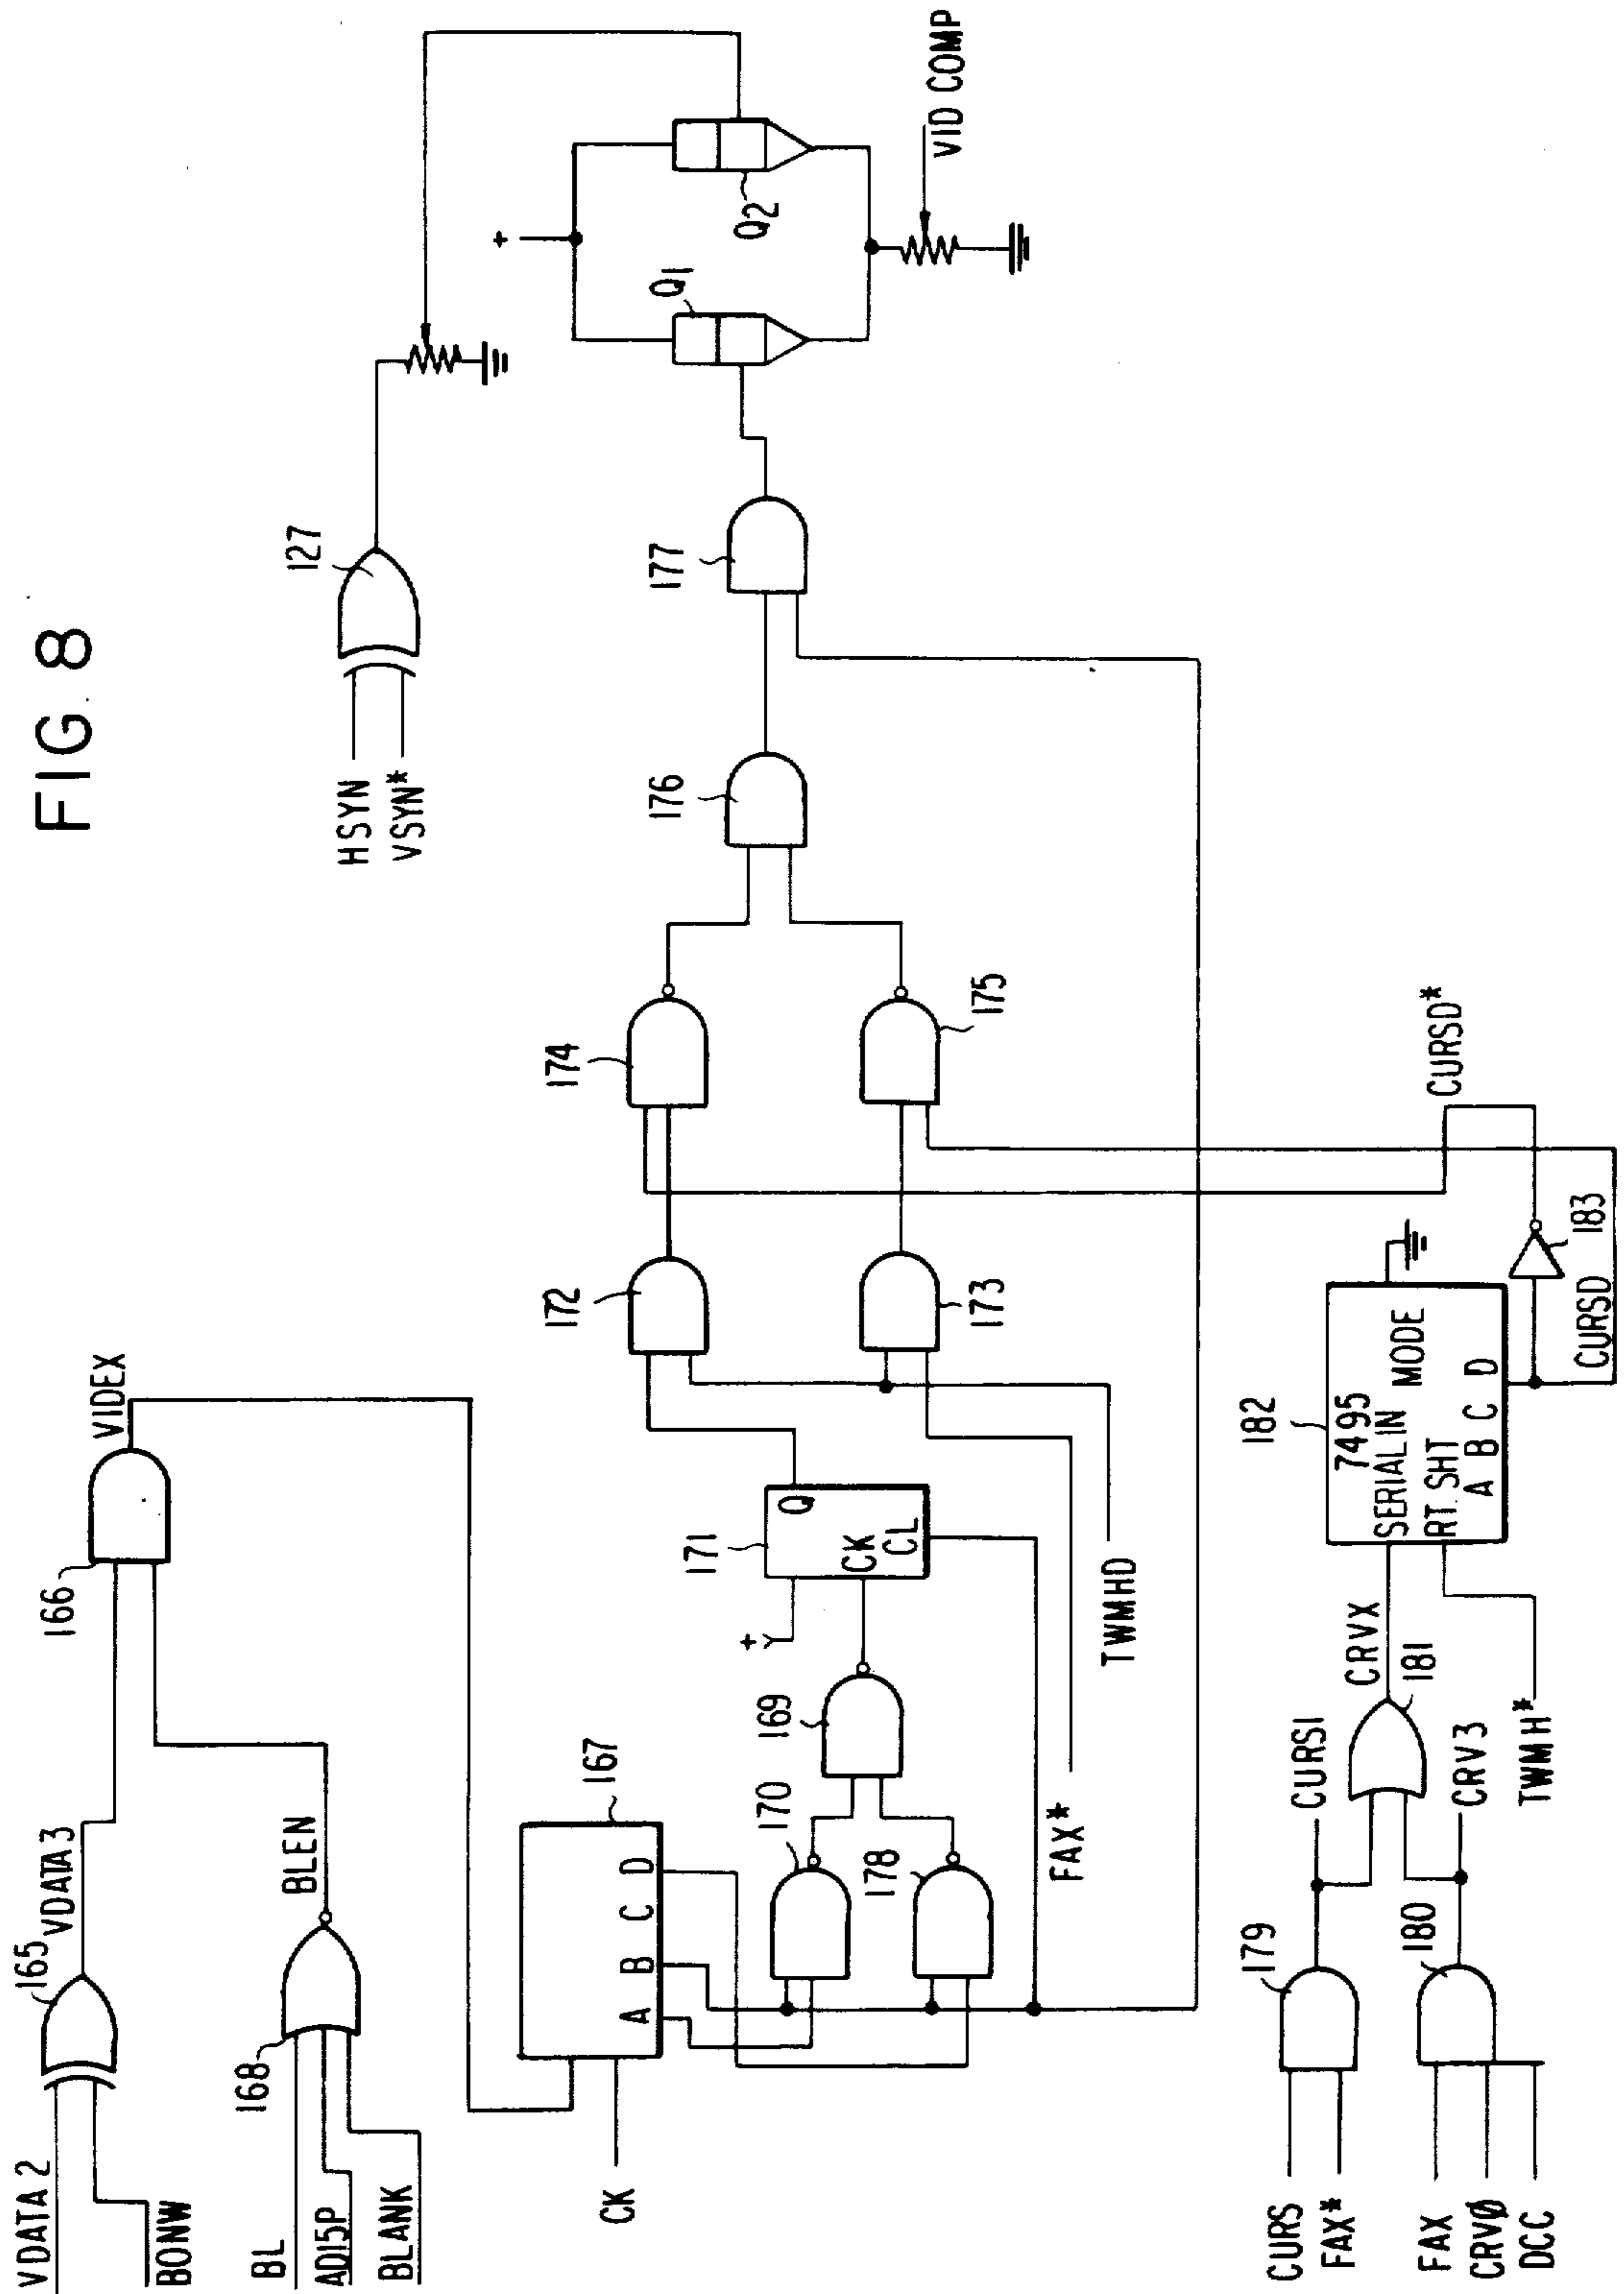 FIG. 8
VDATA 2
BONW
165
VDATA 3
BL
ADI5P
BLANK
168
BLEN
166
VIDEX
HSYN
VSYN*
127
CK
167
A B C D
170
178
169
+
171
Q
CK
CL
FAX*
TWMHD
172
173
174
175
176
177
+
Q1
Q2
VID COMP
CURS
FAX*
179
CURSI
FAX
CRVØ
DCC
180
CRV3
181
CRVX
TWMH*
182
7495
SERIAL IN
MODE
RT. SHT
A B C D
CURSD
183
CURSD*